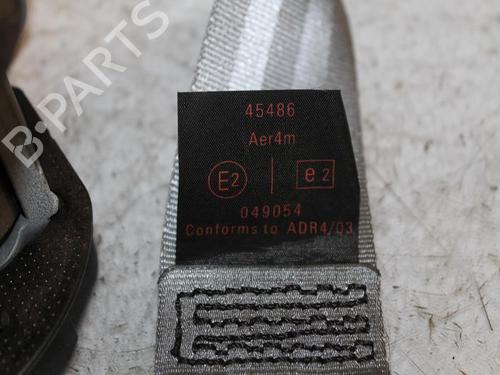 B-PARTS
45486
Aer4m
E2 e2
049054
Conforms to ADR4/03